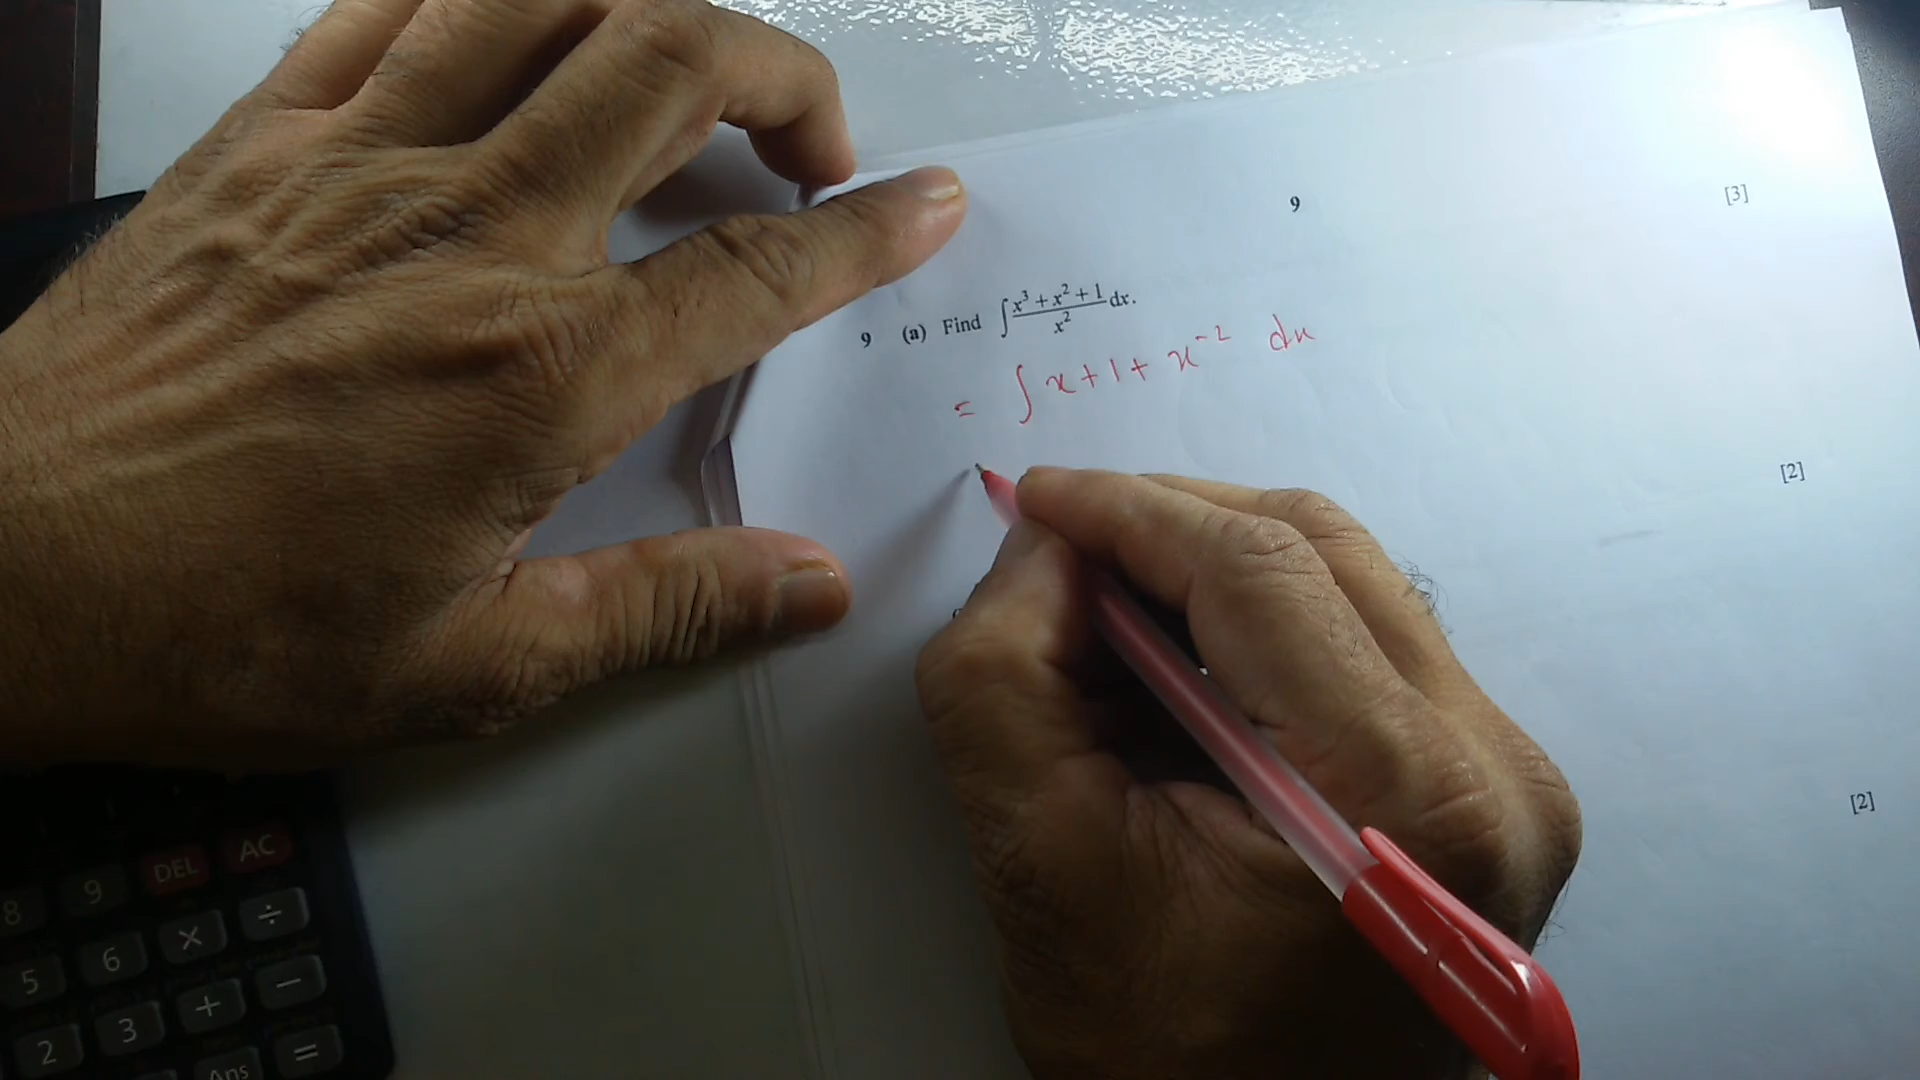 9
[3]
9 (a) Find ∫ (x³ + x² + 1)/x² dx.
= ∫ x + 1 + x⁻² dx
[2]
[2]
DEL AC
8 9
5 6 × ÷
2 3 + −
Ans =